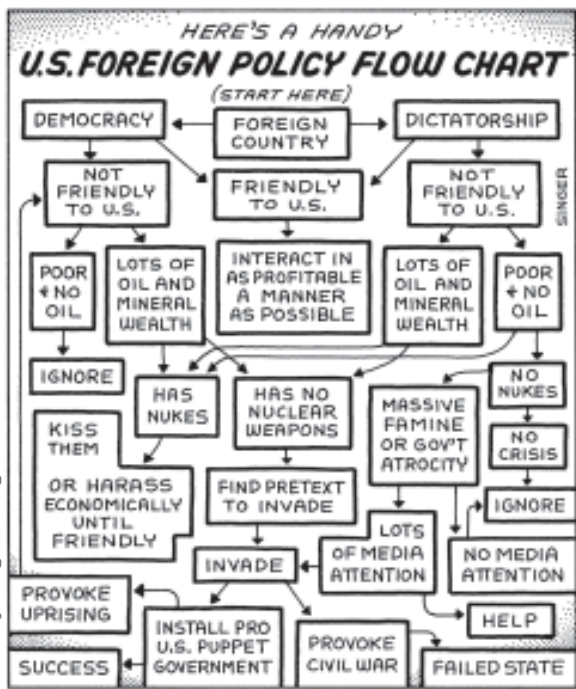 HERE'S A HANDY
U.S. FOREIGN POLICY FLOW CHART
(START HERE)
DEMOCRACY
FOREIGN
COUNTRY
DICTATORSHIP
NOT
FRIENDLY
TO U.S.
FRIENDLY
TO U.S.
NOT
FRIENDLY
TO U.S.
SINGER
POOR
+ NO
OIL
LOTS OF
OIL AND
MINERAL
WEALTH
INTERACT IN
AS PROFITABLE
A MANNER
AS POSSIBLE
LOTS OF
OIL AND
MINERAL
WEALTH
POOR
+ NO
OIL
IGNORE
HAS
NUKES
HAS NO
NUCLEAR
WEAPONS
MASSIVE
FAMINE
OR GOV'T
ATROCITY
NO
NUKES
NO
CRISIS
KISS
THEM
OR HARASS
ECONOMICALLY
UNTIL
FRIENDLY
FIND PRETEXT
TO INVADE
IGNORE
INVADE
LOTS
OF MEDIA
ATTENTION
NO MEDIA
ATTENTION
PROVOKE
UPRISING
INSTALL PRO
U.S. PUPPET
GOVERNMENT
PROVOKE
CIVIL WAR
HELP
SUCCESS
FAILED STATE